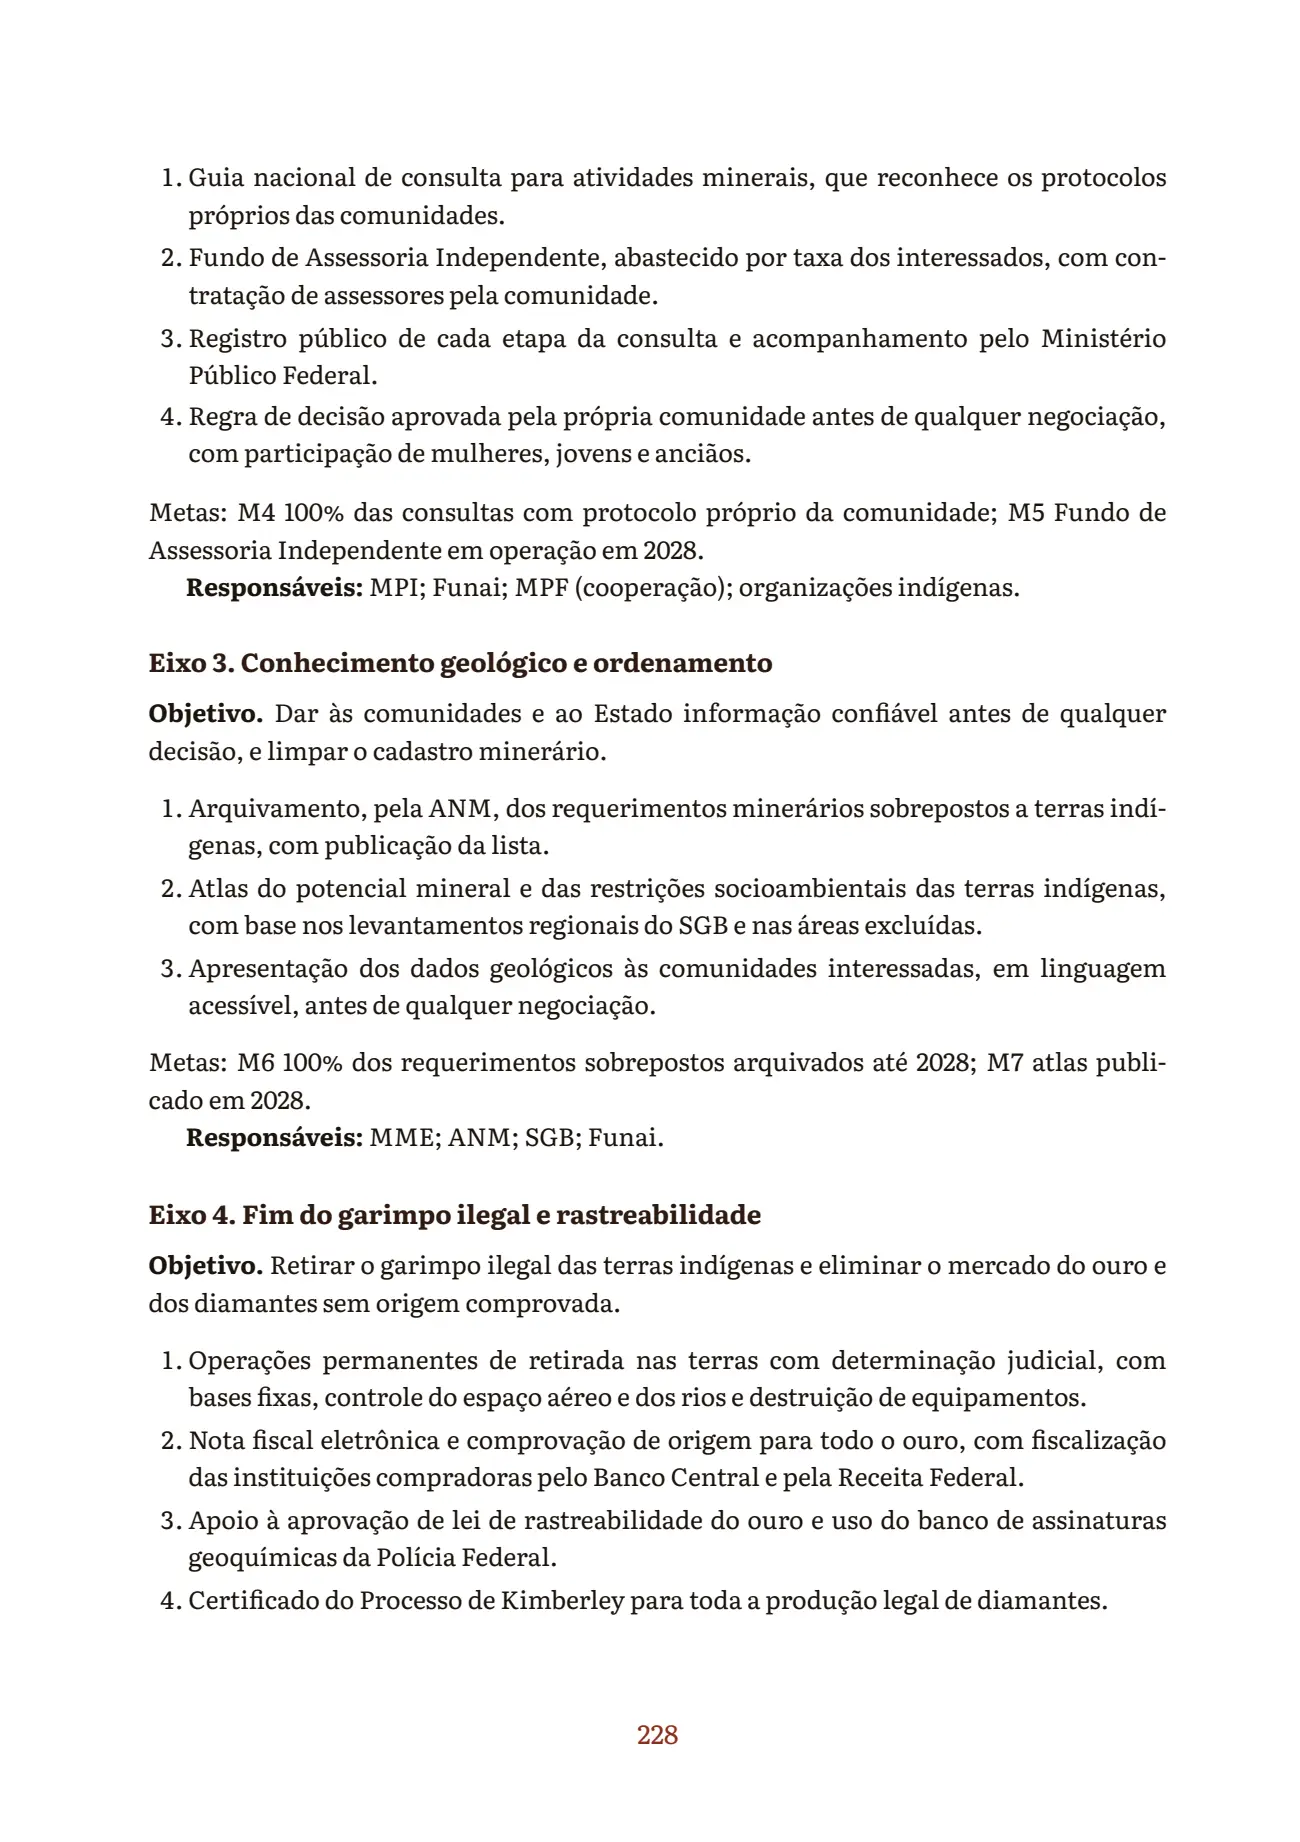 1. Guia nacional de consulta para atividades minerais, que reconhece os protocolos
próprios das comunidades.
2. Fundo de Assessoria Independente, abastecido por taxa dos interessados, com con-
tratação de assessores pela comunidade.
3. Registro público de cada etapa da consulta e acompanhamento pelo Ministério
Público Federal.
4. Regra de decisão aprovada pela própria comunidade antes de qualquer negociação,
com participação de mulheres, jovens e anciãos.
Metas: M4 100% das consultas com protocolo próprio da comunidade; M5 Fundo de
Assessoria Independente em operação em 2028.
Responsáveis: MPI; Funai; MPF (cooperação); organizações indígenas.
Eixo 3. Conhecimento geológico e ordenamento
Objetivo. Dar às comunidades e ao Estado informação confiável antes de qualquer
decisão, e limpar o cadastro minerário.
1. Arquivamento, pela ANM, dos requerimentos minerários sobrepostos a terras indí-
genas, com publicação da lista.
2. Atlas do potencial mineral e das restrições socioambientais das terras indígenas,
com base nos levantamentos regionais do SGB e nas áreas excluídas.
3. Apresentação dos dados geológicos às comunidades interessadas, em linguagem
acessível, antes de qualquer negociação.
Metas: M6 100% dos requerimentos sobrepostos arquivados até 2028; M7 atlas publi-
cado em 2028.
Responsáveis: MME; ANM; SGB; Funai.
Eixo 4. Fim do garimpo ilegal e rastreabilidade
Objetivo. Retirar o garimpo ilegal das terras indígenas e eliminar o mercado do ouro e
dos diamantes sem origem comprovada.
1. Operações permanentes de retirada nas terras com determinação judicial, com
bases fixas, controle do espaço aéreo e dos rios e destruição de equipamentos.
2. Nota fiscal eletrônica e comprovação de origem para todo o ouro, com fiscalização
das instituições compradoras pelo Banco Central e pela Receita Federal.
3. Apoio à aprovação de lei de rastreabilidade do ouro e uso do banco de assinaturas
geoquímicas da Polícia Federal.
4. Certificado do Processo de Kimberley para toda a produção legal de diamantes.
228